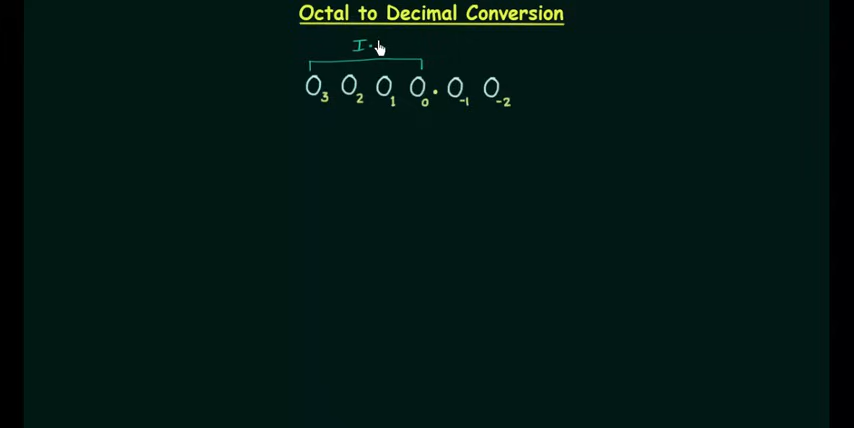 Octal to Decimal Conversion
I.
O₃ O₂ O₁ O₀ . O₋₁ O₋₂